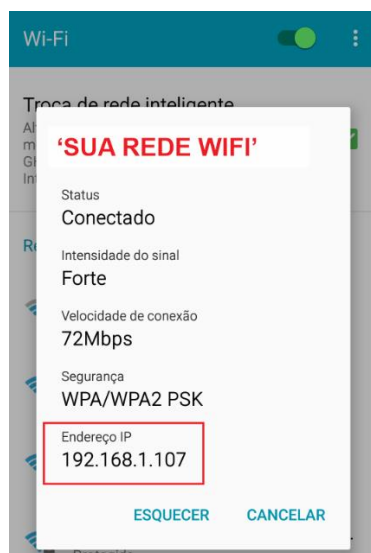 Wi-Fi
Troca de rede inteligente
‘SUA REDE WIFI’
Status
Conectado
Intensidade do sinal
Forte
Velocidade de conexão
72Mbps
Segurança
WPA/WPA2 PSK
Endereço IP
192.168.1.107
ESQUECER CANCELAR